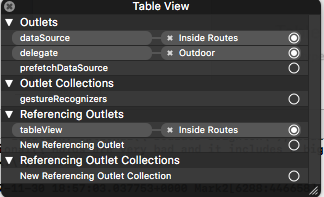 Table View
Outlets
dataSource Inside Routes
delegate Outdoor
prefetchDataSource
Outlet Collections
gestureRecognizers
Referencing Outlets
tableView Inside Routes
New Referencing Outlet
Referencing Outlet Collections
New Referencing Outlet Collection